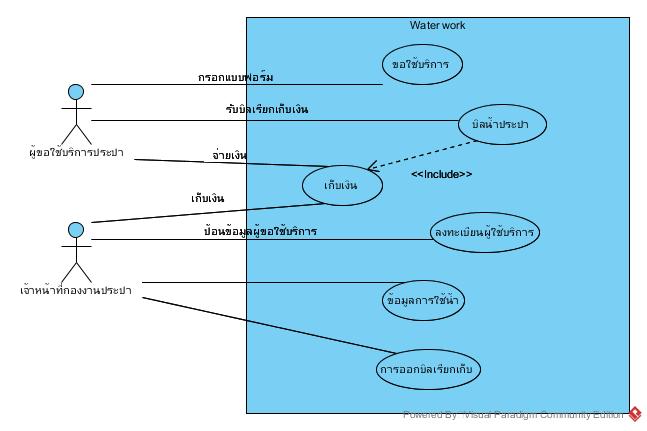 Water work
ขอใช้บริการ
กรอกแบบฟอร์ม
รับบิลเรียกเก็บเงิน
บิลน้ำประปา
ผู้ขอใช้บริการประปา
จ่ายเงิน
<<Include>>
เก็บเงิน
เก็บเงิน
ป้อนข้อมูลผู้ขอใช้บริการ
ลงทะเบียนผู้ใช้บริการ
เจ้าหน้าที่กองงานประปา
ข้อมูลการใช้น้ำ
การออกบิลเรียกเก็บ
Powered By Visual Paradigm Community Edition